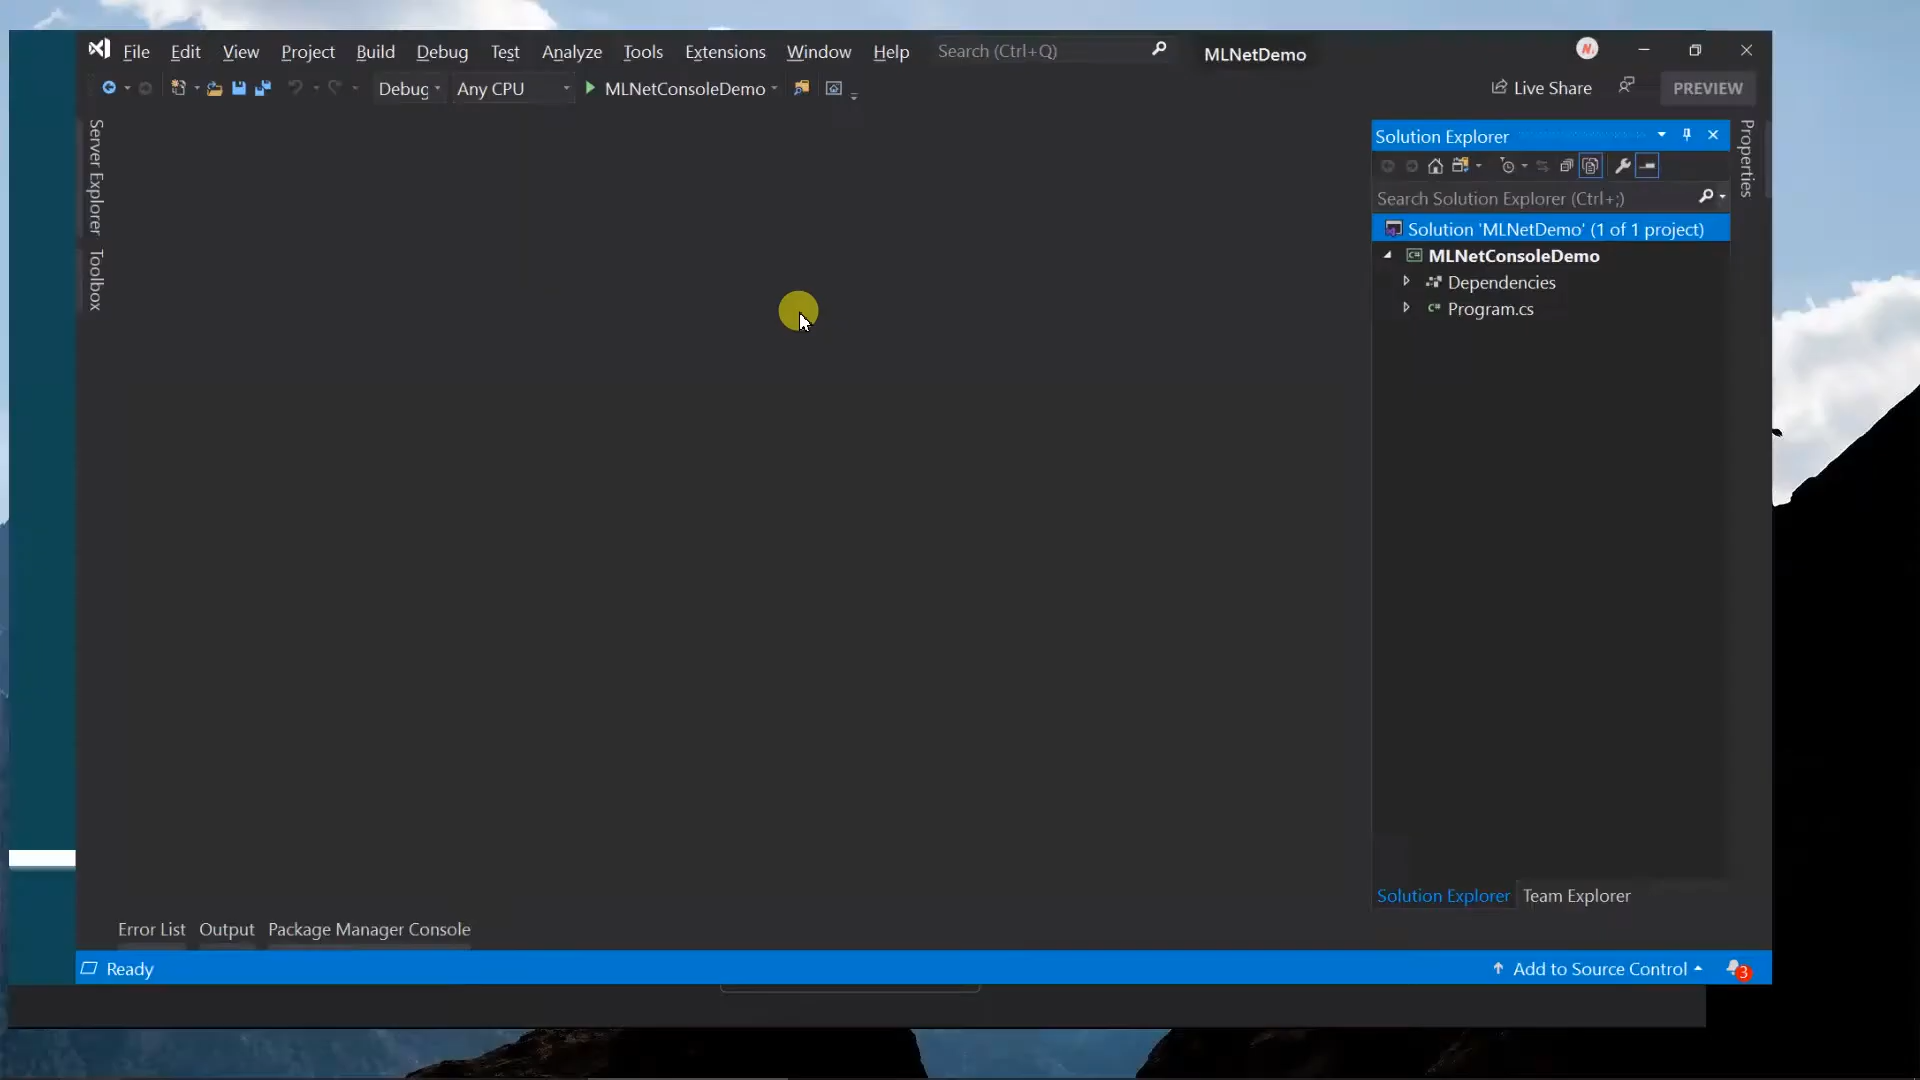 File Edit View Project Build Debug Test Analyze Tools Extensions Window Help Search (Ctrl+Q) MLNetDemo
Debug Any CPU MLNetConsoleDemo Live Share PREVIEW
Server Explorer
Toolbox
Solution Explorer
Search Solution Explorer (Ctrl+;)
Solution 'MLNetDemo' (1 of 1 project)
MLNetConsoleDemo
Dependencies
Program.cs
Properties
Solution Explorer Team Explorer
Error List Output Package Manager Console
Ready Add to Source Control 3